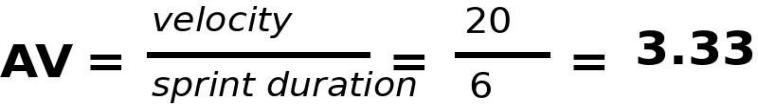 AV = velocity / sprint duration = 20 / 6 = 3.33